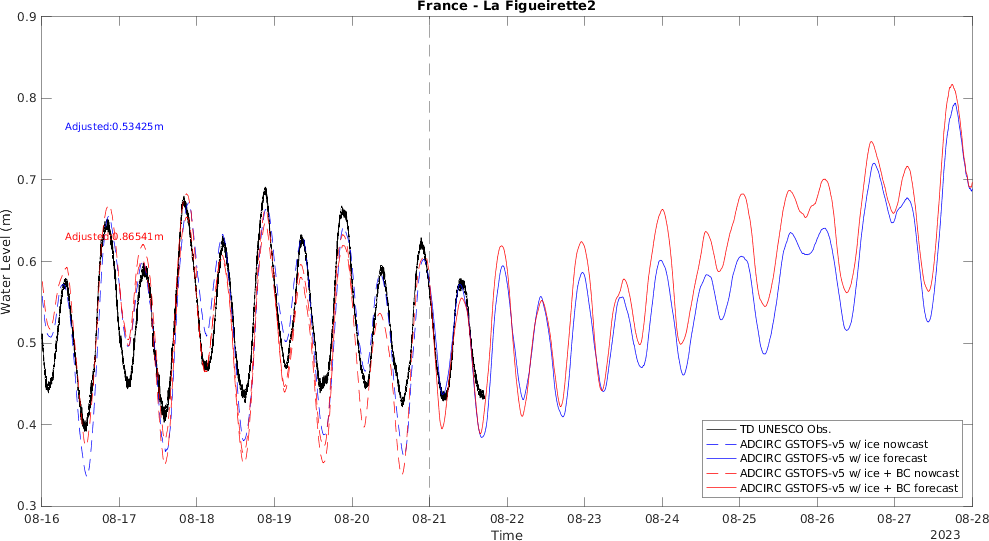 France - La Figueirette2
0.9
0.8
0.7
0.6
0.5
0.4
0.3
Water Level (m)
Adjusted:0.53425m
Adjusted:0.86541m
TD UNESCO Obs.
ADCIRC GSTOFS-v5 w/ ice nowcast
ADCIRC GSTOFS-v5 w/ ice forecast
ADCIRC GSTOFS-v5 w/ ice + BC nowcast
ADCIRC GSTOFS-v5 w/ ice + BC forecast
08-16 08-17 08-18 08-19 08-20 08-21 08-22 08-23 08-24 08-25 08-26 08-27 08-28
Time
2023